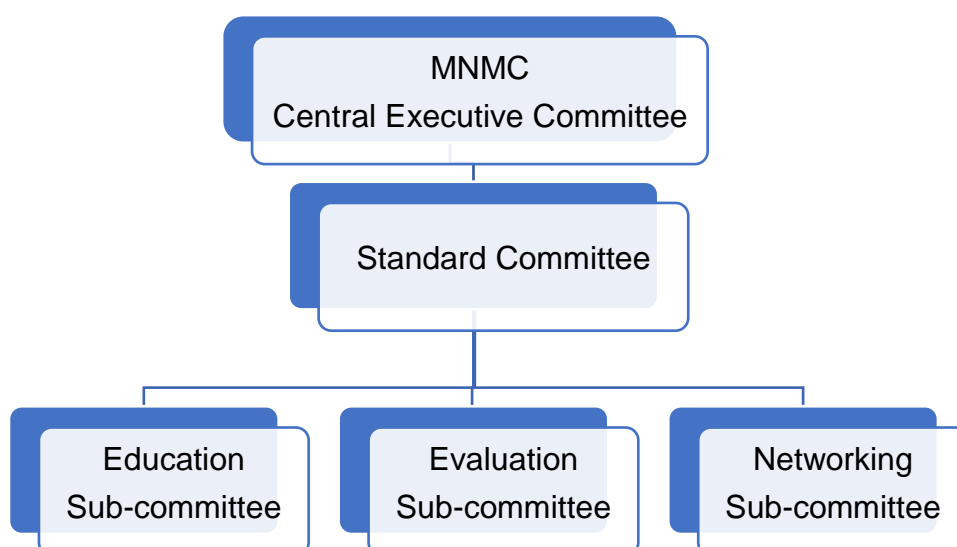 MNMC
Central Executive Committee
Standard Committee
Education
Sub-committee
Evaluation
Sub-committee
Networking
Sub-committee